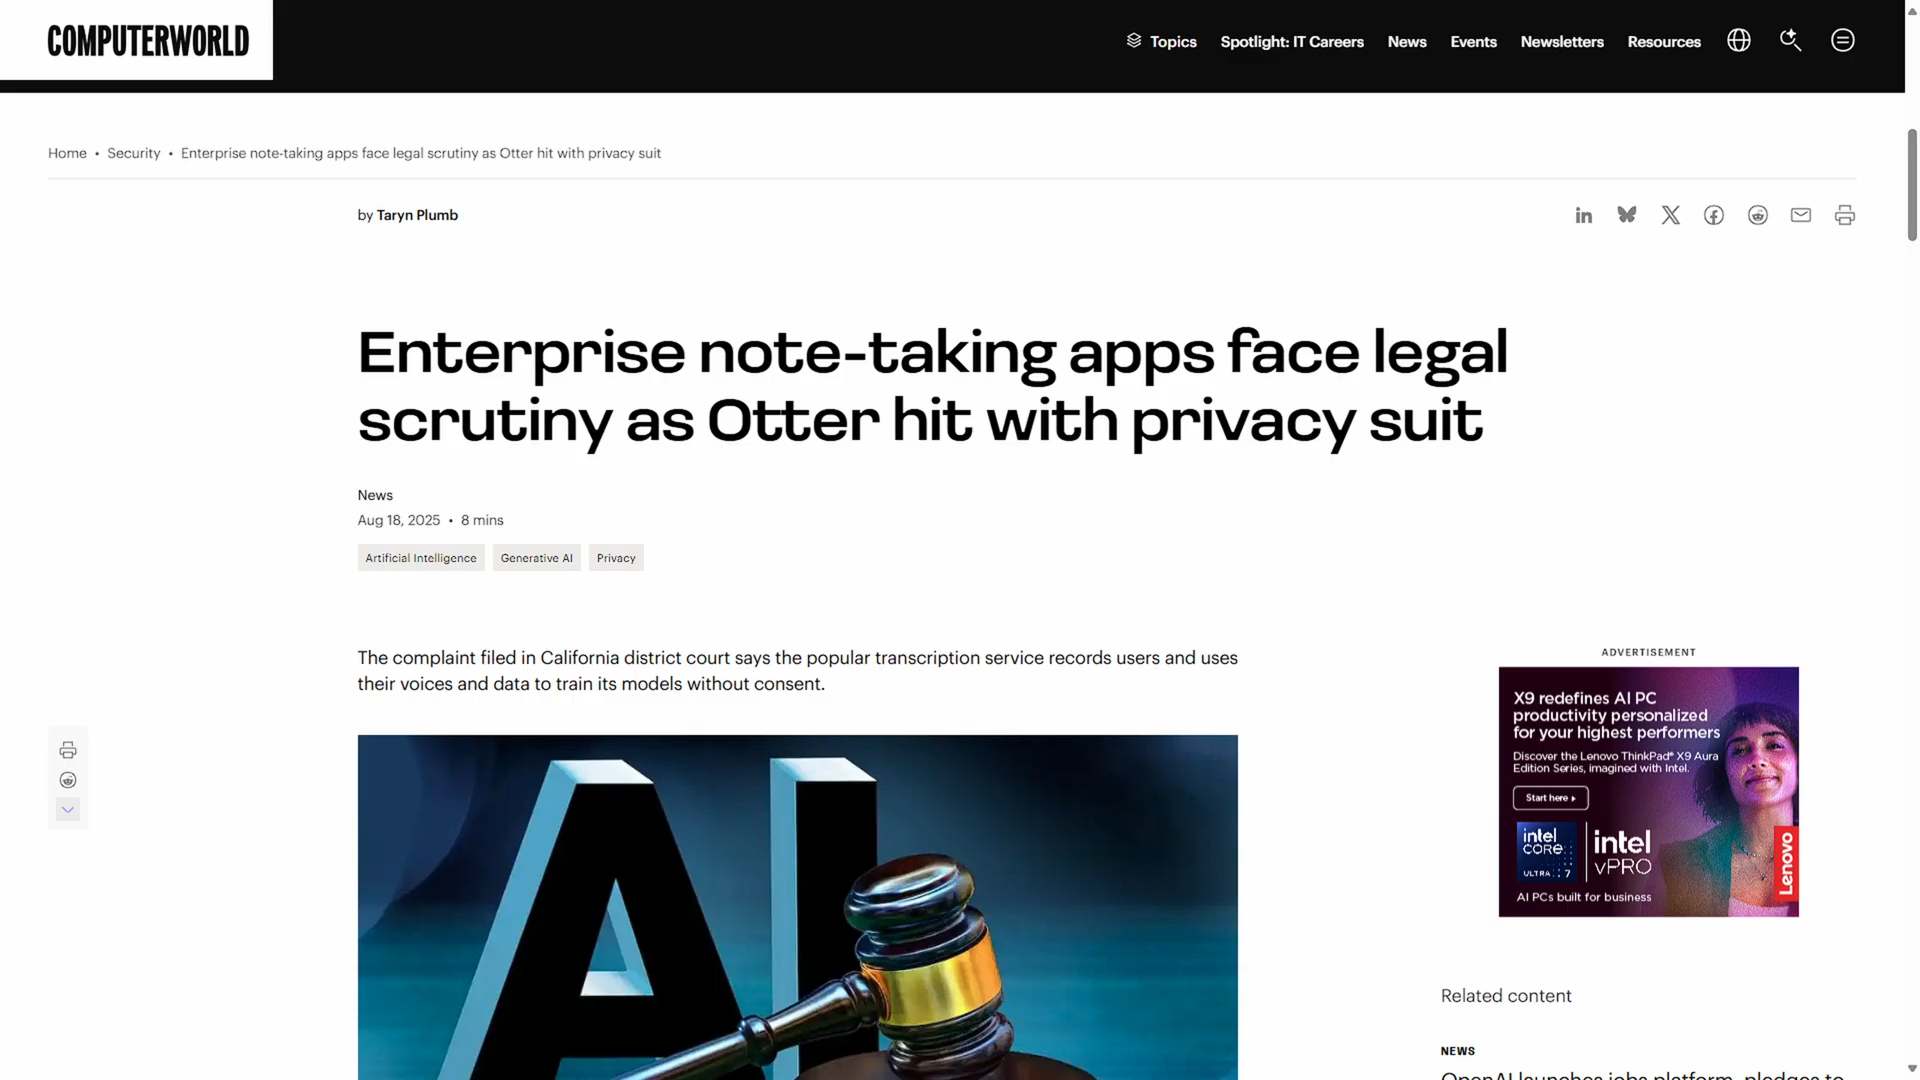 COMPUTERWORLD
Topics
Spotlight: IT Careers
News
Events
Newsletters
Resources
Home • Security • Enterprise note-taking apps face legal scrutiny as Otter hit with privacy suit
by Taryn Plumb
Enterprise note-taking apps face legal
scrutiny as Otter hit with privacy suit
News
Aug 18, 2025 • 8 mins
Artificial Intelligence
Generative AI
Privacy
The complaint filed in California district court says the popular transcription service records users and uses
their voices and data to train its models without consent.
AI
ADVERTISEMENT
X9 redefines AI PC
productivity personalized
for your highest performers
Discover the Lenovo ThinkPad® X9 Aura
Edition Series, imagined with Intel.
Start here
intel
CORE
ULTRA 7
intel
vPRO
Lenovo
AI PCs built for business
Related content
NEWS
OpenAI launches jobs platform, pledges to